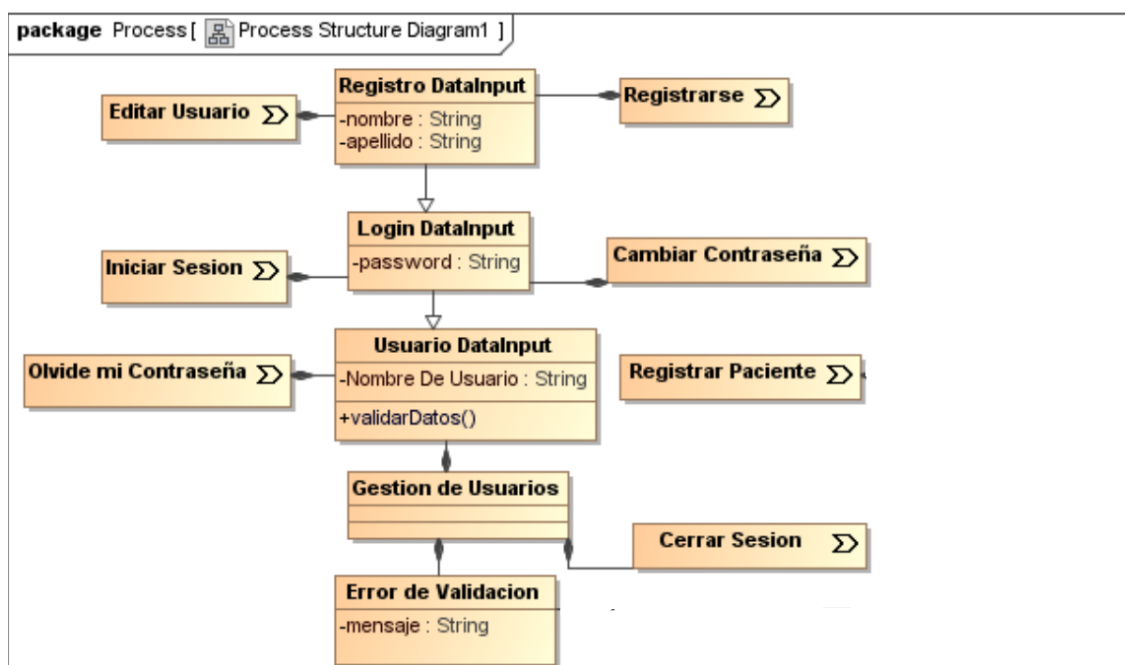 package Process[ Process Structure Diagram1 ]
Registro DataInput
-nombre : String
-apellido : String
Editar Usuario
Registrarse
Login DataInput
-password : String
Iniciar Sesion
Cambiar Contraseña
Usuario DataInput
-Nombre De Usuario : String
+validarDatos()
Olvide mi Contraseña
Registrar Paciente
Gestion de Usuarios
Cerrar Sesion
Error de Validacion
-mensaje : String